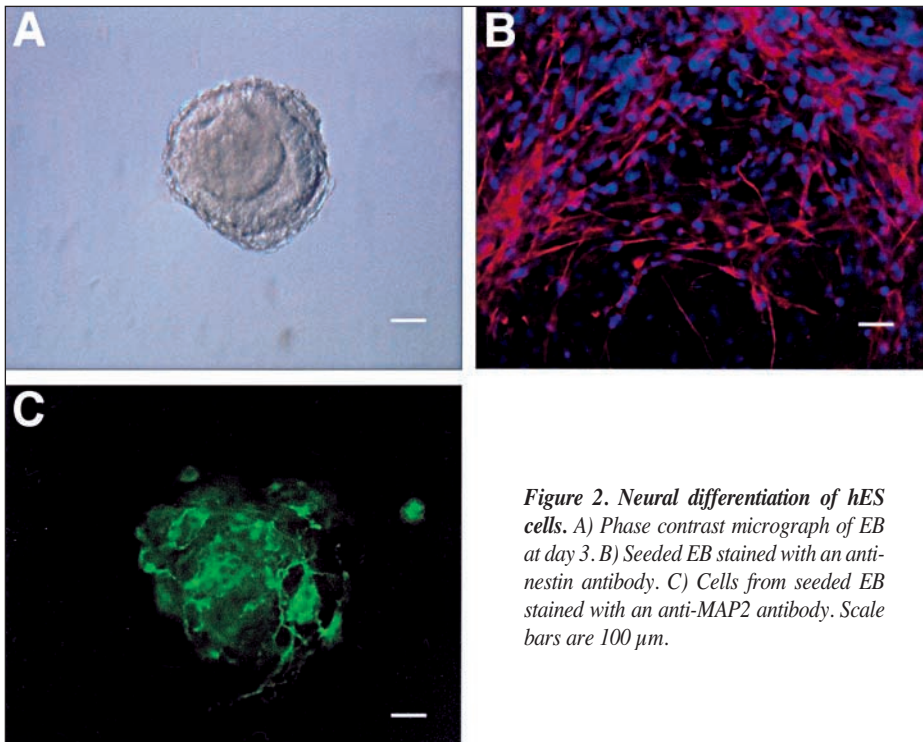 A
B
C
Figure 2. Neural differentiation of hES
cells. A) Phase contrast micrograph of EB
at day 3. B) Seeded EB stained with an anti-
nestin antibody. C) Cells from seeded EB
stained with an anti-MAP2 antibody. Scale
bars are 100 µm.